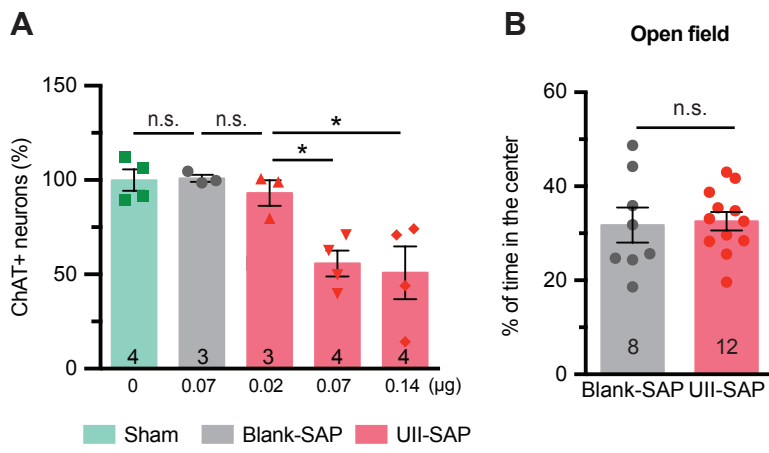 A
ChAT+ neurons (%)
150
100
50
0
n.s.
n.s.
*
*
4
3
3
4
4
0
0.07
0.02
0.07
0.14 (μg)
Sham
Blank-SAP
UII-SAP
B
Open field
% of time in the center
60
40
20
0
n.s.
8
12
Blank-SAP
UII-SAP